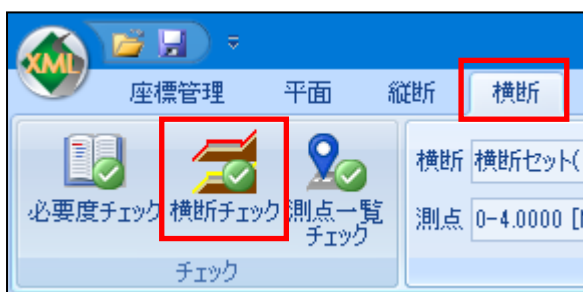 XML
座標管理 平面 縦断 横断
必要度チェック 横断チェック 測点一覧
チェック
チェック
横断 横断セット(
測点 0-4.0000 [